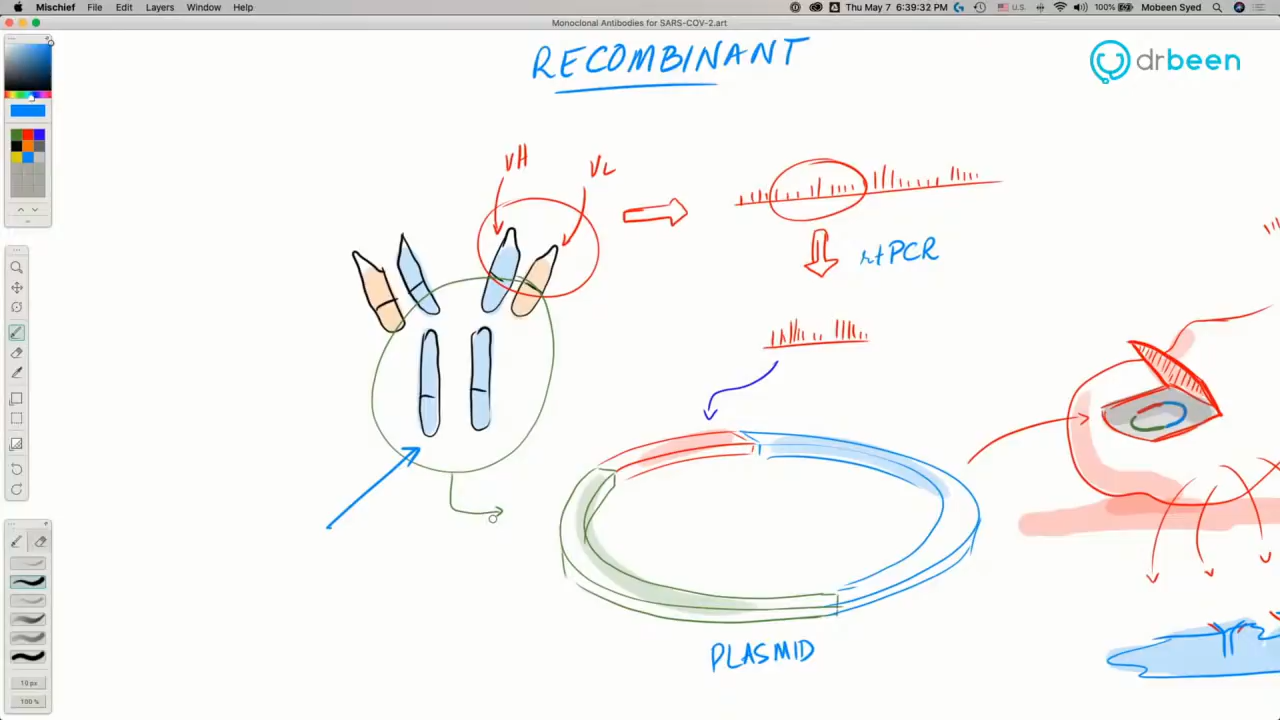 Mischief File Edit Layers Window Help U.S. 100% Thu May 7 6:39:32 PM Mobeen Syed
Monoclonal Antibodies for SARS-COV-2.art
RECOMBINANT
drbeen
VH
VL
rtPCR
PLASMID
10 px
100 %